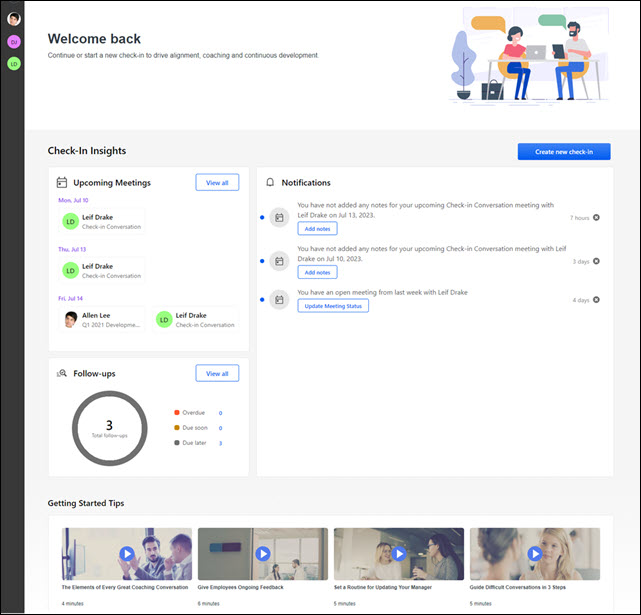 Welcome back
Continue or start a new check-in to drive alignment, coaching and continuous development
DJ
LD
Check-In Insights
Create new check-in
Upcoming Meetings
View all
Mon, Jul 10
LD
Leif Drake
Check-in Conversation
Thu, Jul 13
LD
Leif Drake
Check-in Conversation
Fri, Jul 14
Allen Lee
Q1 2021 Developme...
LD
Leif Drake
Check-in Conversation
Notifications
You have not added any notes for your upcoming Check-in Conversation meeting with
Leif Drake on Jul 13, 2023.
7 hours
Add notes
You have not added any notes for your upcoming Check-in Conversation meeting with Leif
Drake on Jul 10, 2023.
3 days
Add notes
You have an open meeting from last week with Leif Drake
4 days
Update Meeting Status
Follow-ups
View all
3
Total follow-ups
Overdue 0
Due soon 0
Due later 3
Getting Started Tips
The Elements of Every Great Coaching Conversation
4 minutes
Give Employees Ongoing Feedback
6 minutes
Set a Routine for Updating Your Manager
5 minutes
Guide Difficult Conversations in 3 Steps
5 minutes